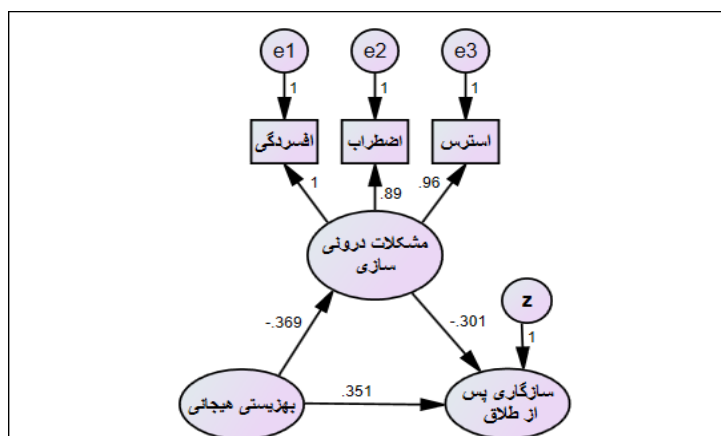 e1 e2 e3
1 1 1
افسردگی اضطراب استرس
1 .89 .96
مشکلات درونی
سازی
z
-.369 -.301 1
بهزیستی هیجانی .351 سازگاری پس
از طلاق